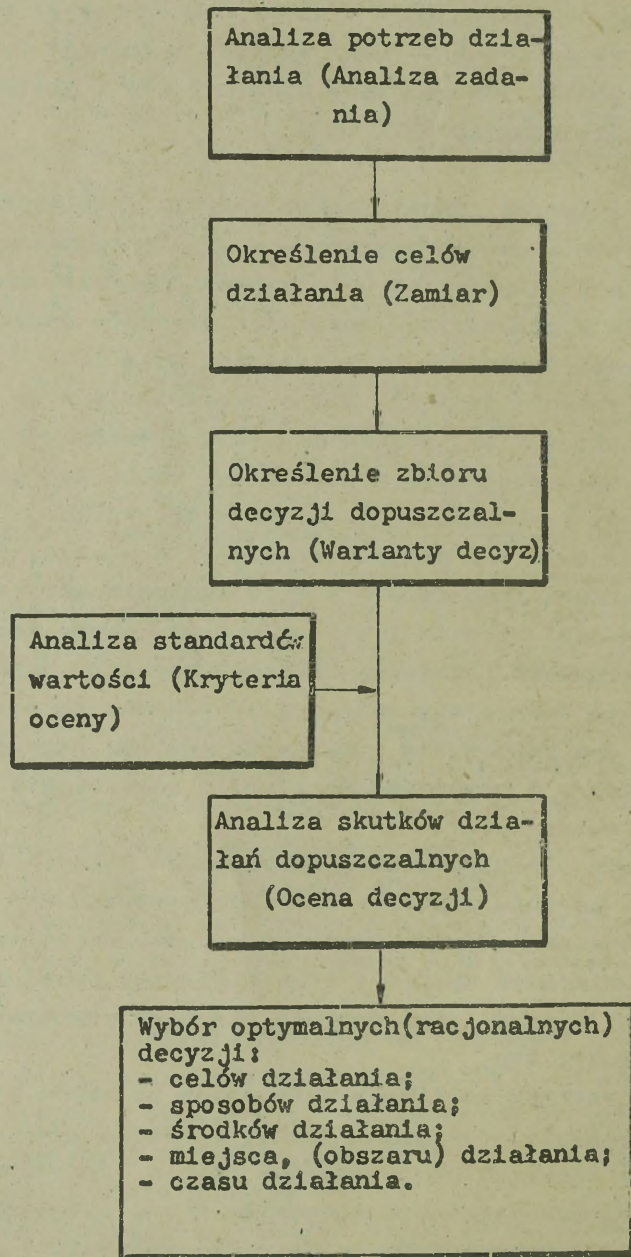 Analiza potrzeb dzia-
łania (Analiza zada-
nia)
Określenie celów
działania (Zamiar)
Określenie zbioru
decyzji dopuszczal-
nych (Warianty decyz)
Analiza standardów
wartości (Kryteria
oceny)
Analiza skutków dzia-
łań dopuszczalnych
(Ocena decyzji)
Wybór optymalnych(racjonalnych)
decyzji:
- celów działania;
- sposobów działania;
- środków działania;
- miejsca, (obszaru) działania;
- czasu działania.